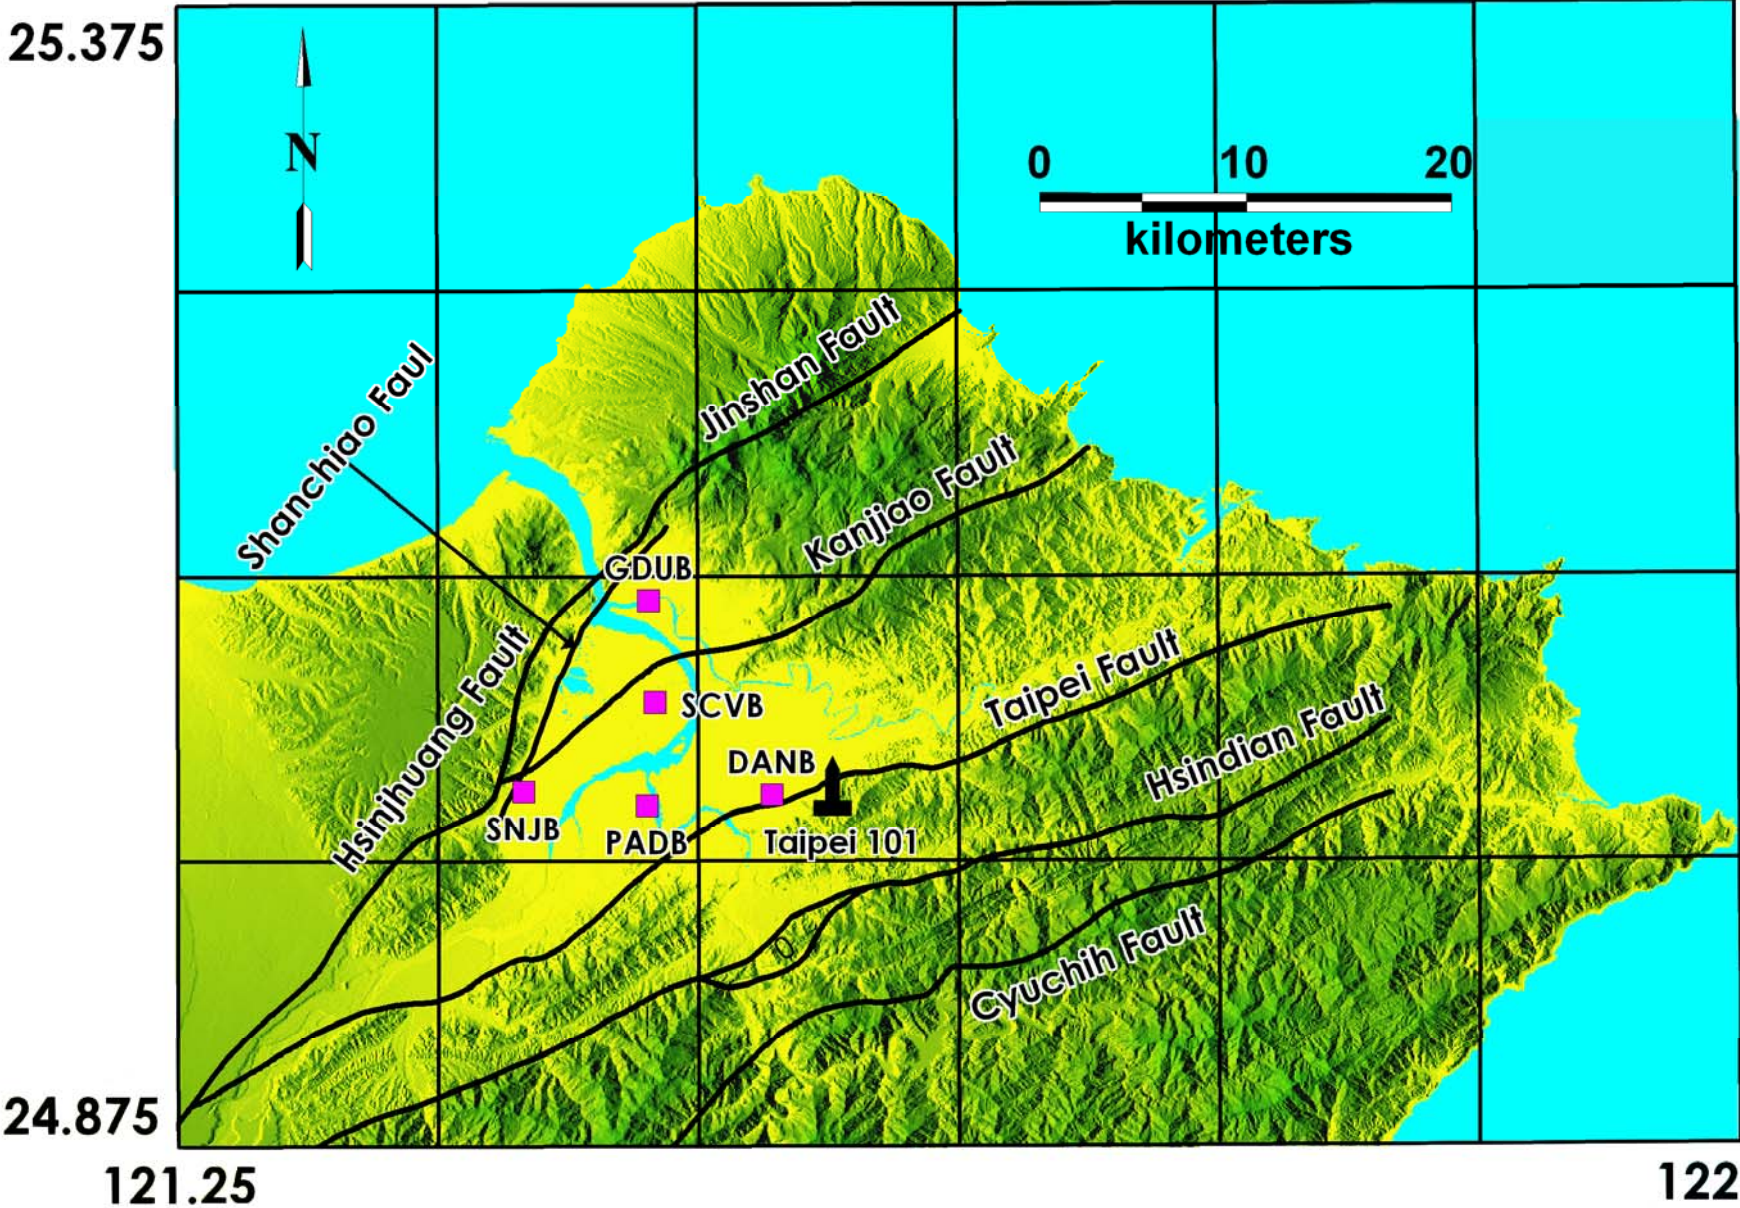 25.375
N
0 10 20
kilometers
Jinshan Fault
Shanchiao Faul
Kanjiao Fault
GDUB
Hsinjhuang Fault
Taipei Fault
SCVB
Hsindian Fault
DANB
SNJB
PADB
Taipei 101
Cyuchih Fault
24.875
121.25
122